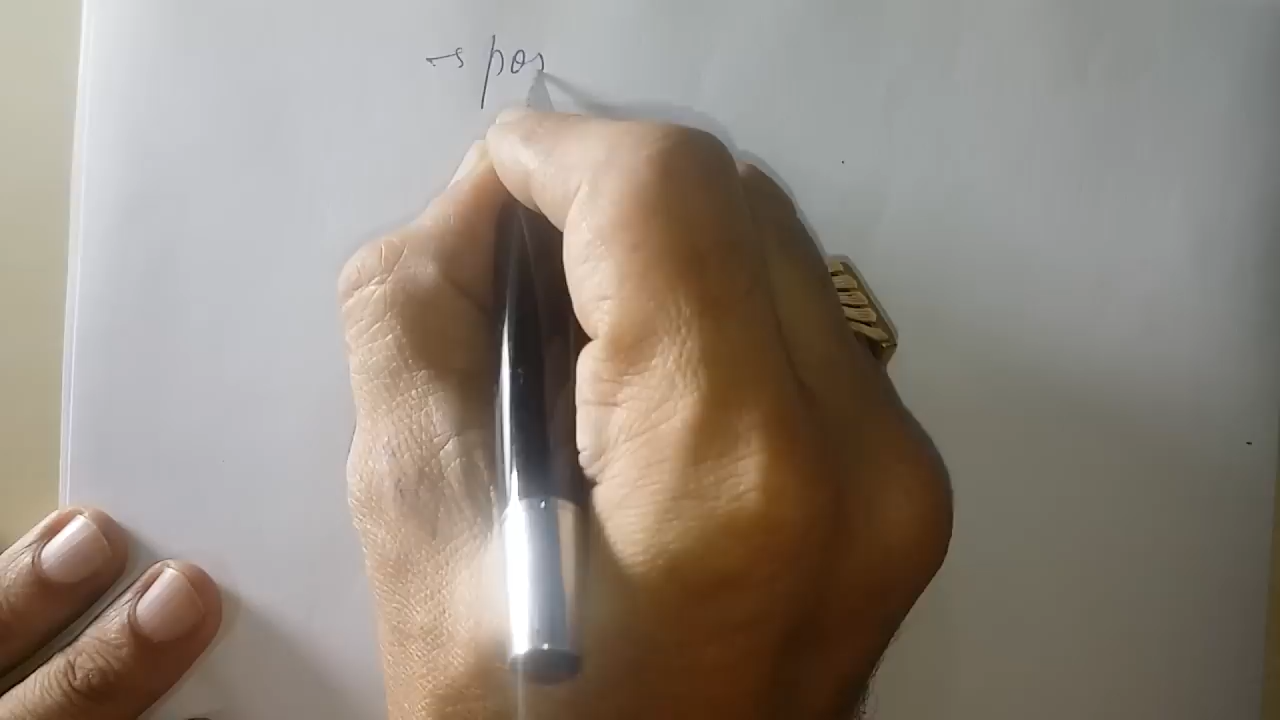 → pos